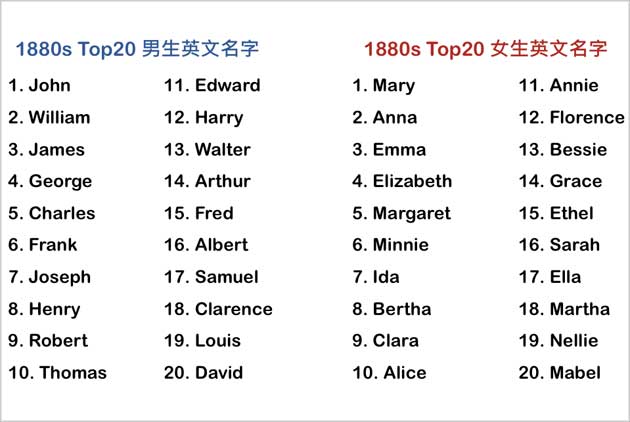 1880s Top20 男生英文名字
1. John
2. William
3. James
4. George
5. Charles
6. Frank
7. Joseph
8. Henry
9. Robert
10. Thomas
11. Edward
12. Harry
13. Walter
14. Arthur
15. Fred
16. Albert
17. Samuel
18. Clarence
19. Louis
20. David
1880s Top20 女生英文名字
1. Mary
2. Anna
3. Emma
4. Elizabeth
5. Margaret
6. Minnie
7. Ida
8. Bertha
9. Clara
10. Alice
11. Annie
12. Florence
13. Bessie
14. Grace
15. Ethel
16. Sarah
17. Ella
18. Martha
19. Nellie
20. Mabel